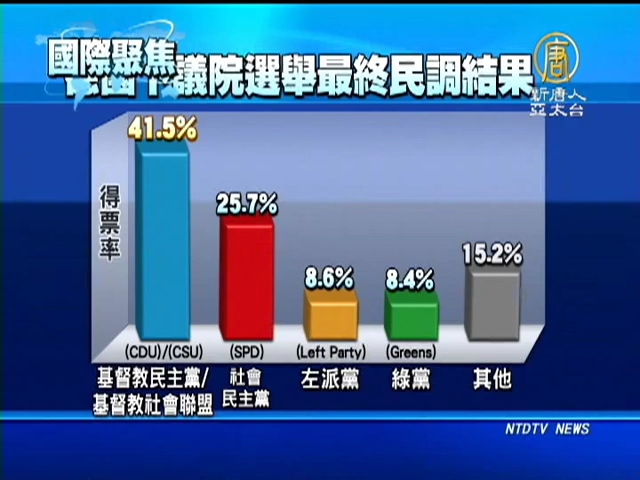 國際聚焦
議院選舉最終民調結果
新唐人
亞太台
得票率
41.5%
25.7%
8.6%
8.4%
15.2%
(CDU)/(CSU)
(SPD)
(Left Party)
(Greens)
基督教民主黨/
基督教社會聯盟
社會
民主黨
左派黨
綠黨
其他
NTDTV NEWS